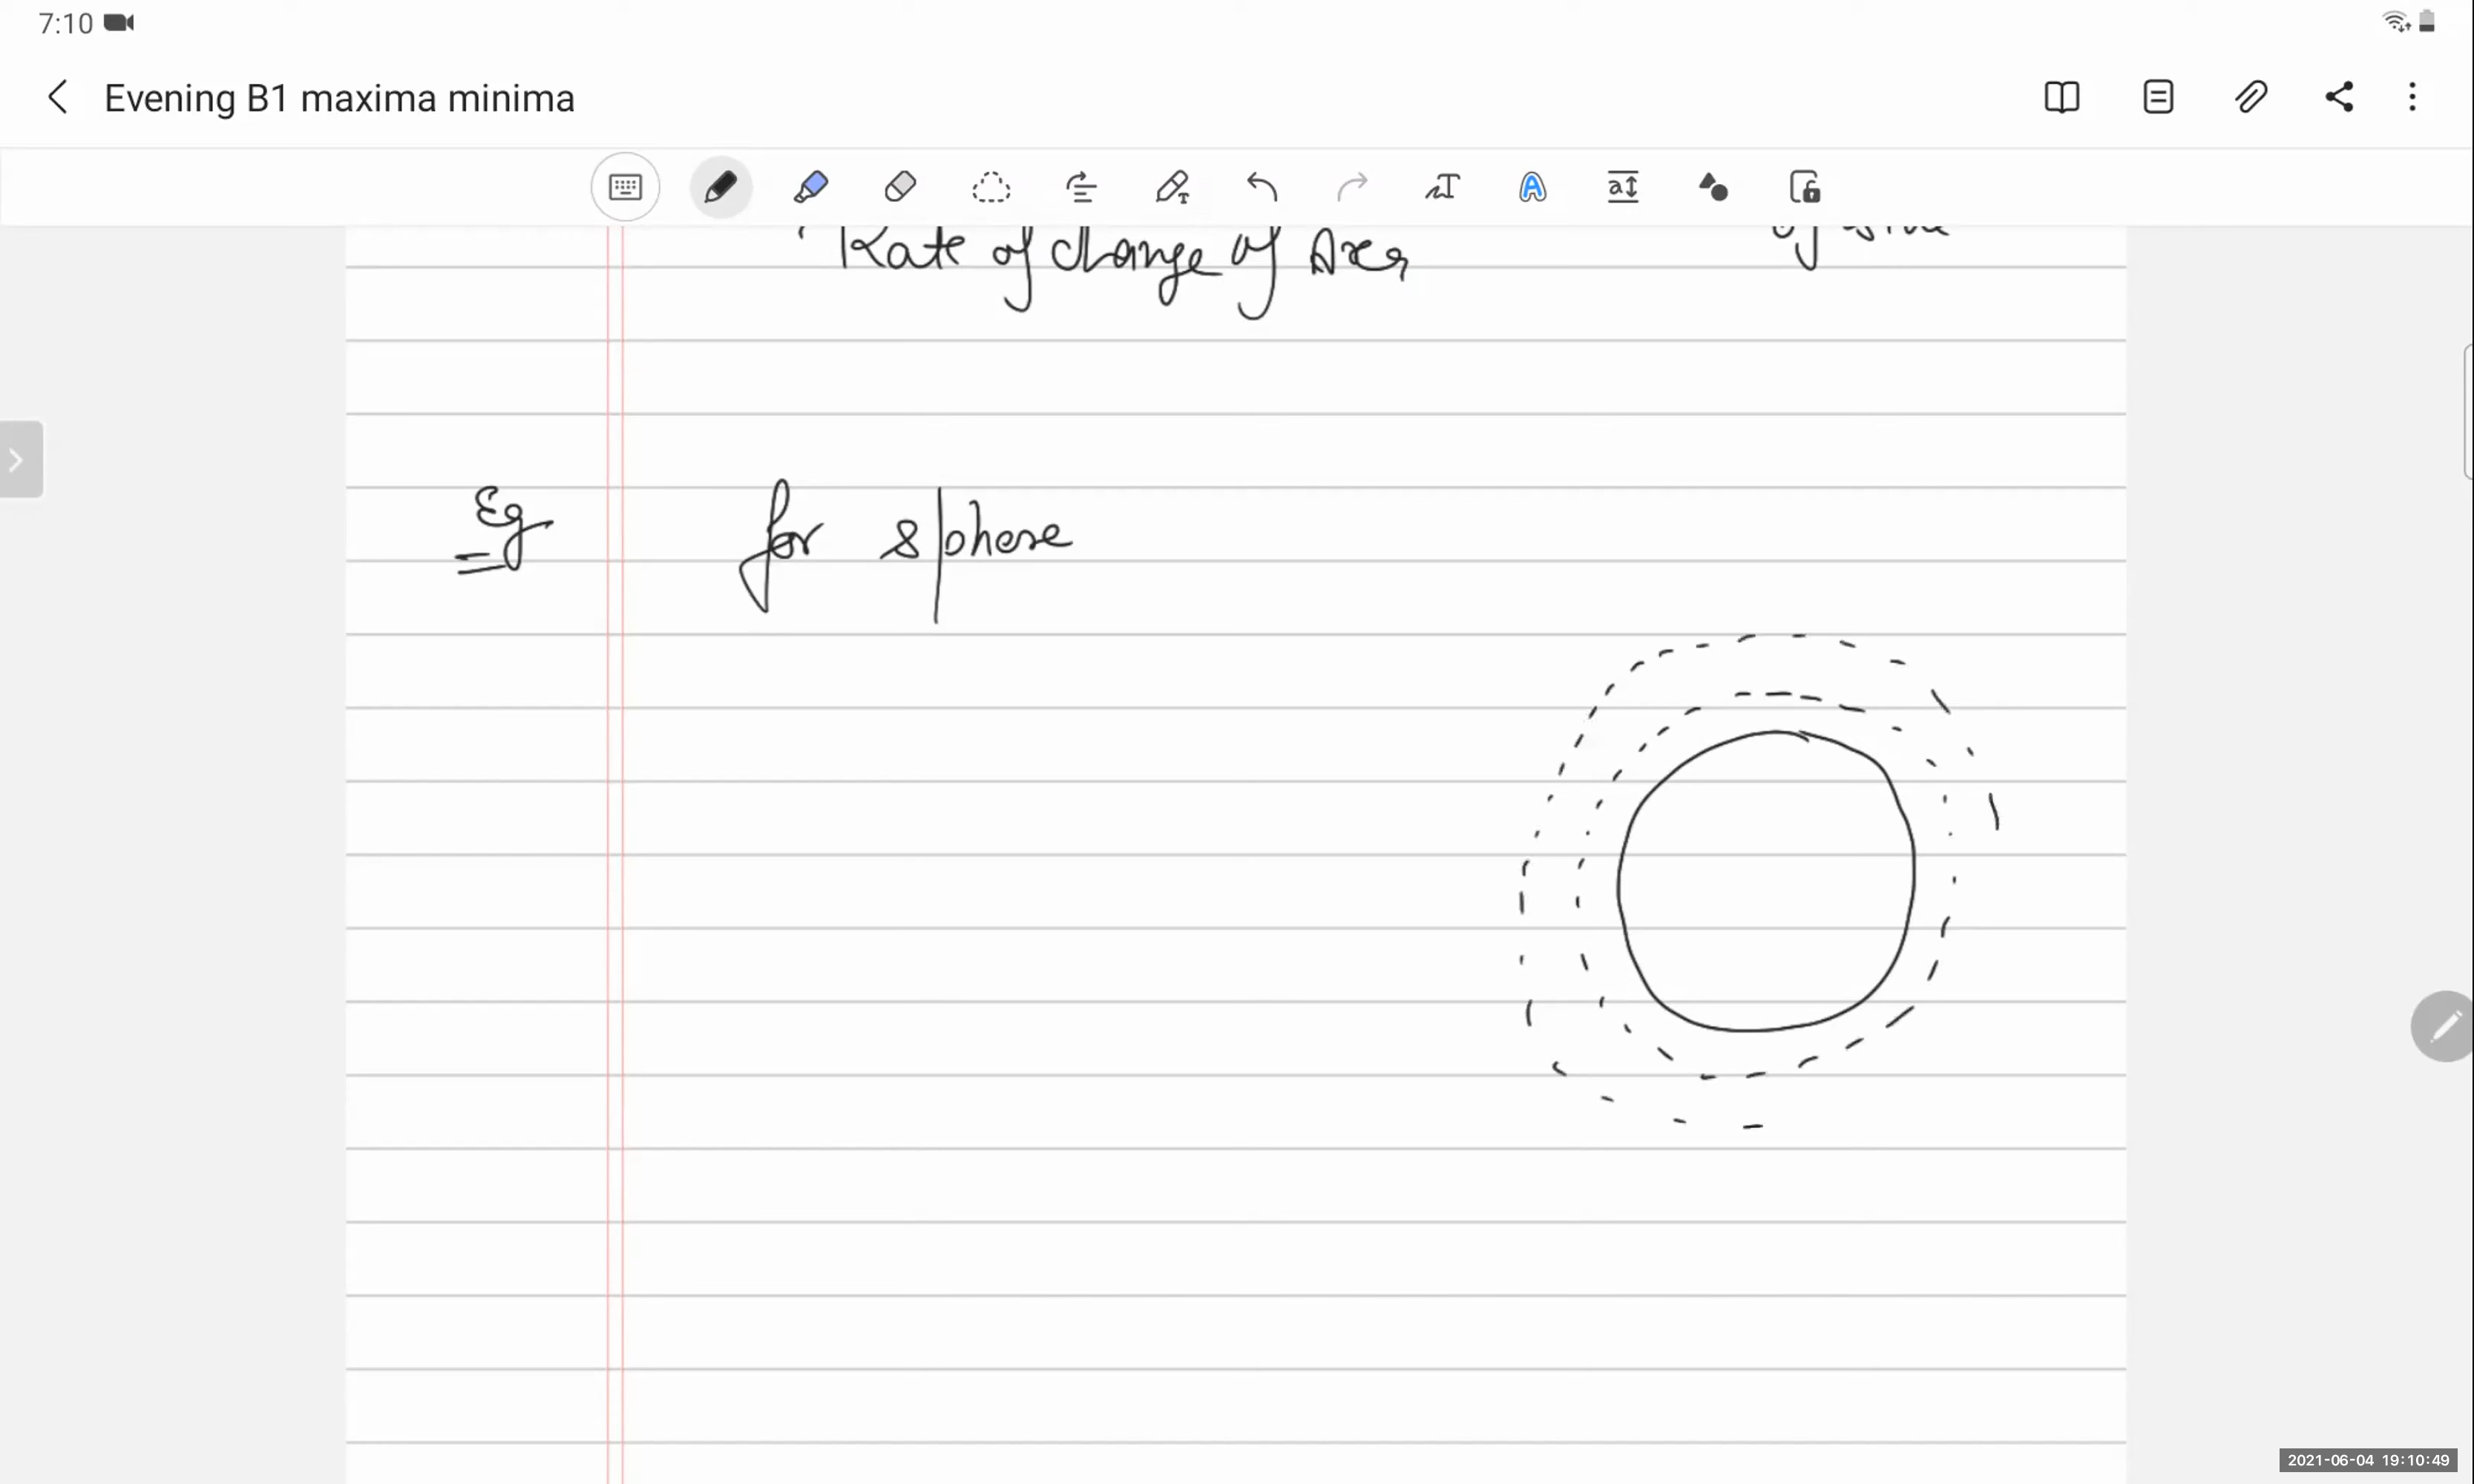 7:10
Evening B1 maxima minima
Rate of change of Area
Eg for sphere
2021-06-04 19:10:49